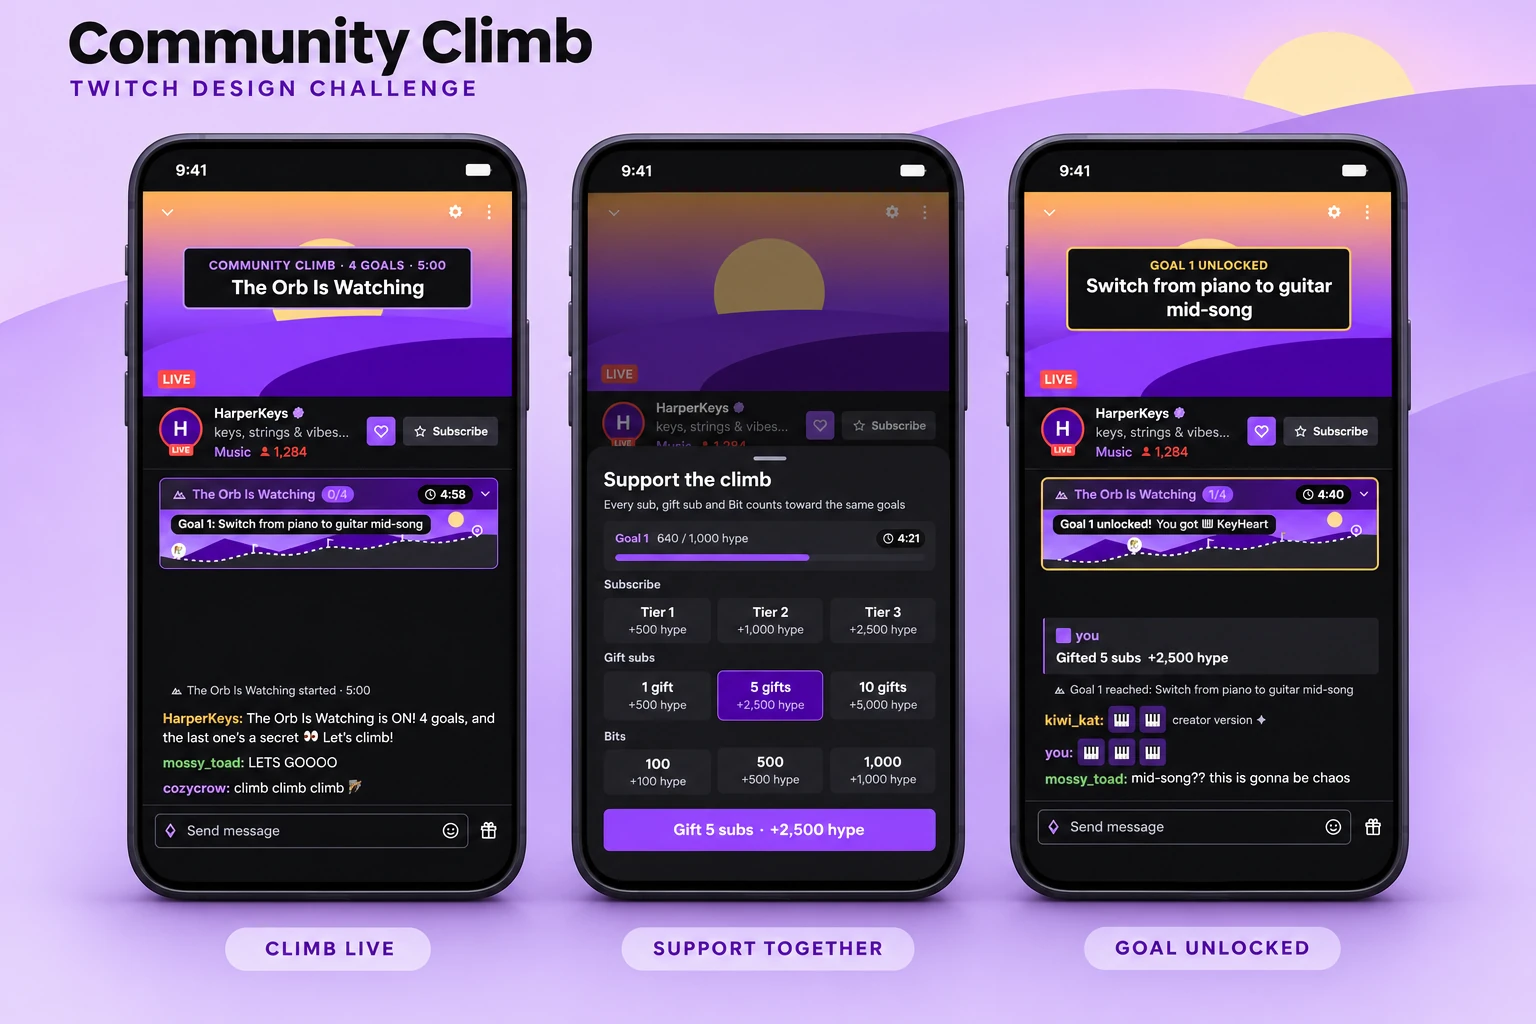 Community Climb
TWITCH DESIGN CHALLENGE
9:41
COMMUNITY CLIMB · 4 GOALS · 5:00
The Orb Is Watching
LIVE
H
LIVE
HarperKeys
keys, strings & vibes...
Music 1,284
Subscribe
The Orb Is Watching 0/4 4:58
Goal 1: Switch from piano to guitar mid-song
The Orb Is Watching started · 5:00
HarperKeys: The Orb Is Watching is ON! 4 goals, and
the last one's a secret 👀 Let's climb!
mossy_toad: LETS GOOOO
cozycrow: climb climb climb
Send message
CLIMB LIVE
9:41
LIVE
H
LIVE
HarperKeys
keys, strings & vibes...
Music 1,284
Subscribe
Support the climb
Every sub, gift sub and Bit counts toward the same goals
Goal 1 640 / 1,000 hype 4:21
Subscribe
Tier 1 Tier 2 Tier 3
+500 hype +1,000 hype +2,500 hype
Gift subs
1 gift 5 gifts 10 gifts
+500 hype +2,500 hype +5,000 hype
Bits
100 500 1,000
+100 hype +500 hype +1,000 hype
Gift 5 subs · +2,500 hype
SUPPORT TOGETHER
9:41
GOAL 1 UNLOCKED
Switch from piano to guitar
mid-song
LIVE
H
LIVE
HarperKeys
keys, strings & vibes...
Music 1,284
Subscribe
The Orb Is Watching 1/4 4:40
Goal 1 unlocked! You got KeyHeart
you
Gifted 5 subs +2,500 hype
Goal 1 reached: Switch from piano to guitar mid-song
kiwi_kat: creator version
you:
mossy_toad: mid-song?? this is gonna be chaos
Send message
GOAL UNLOCKED